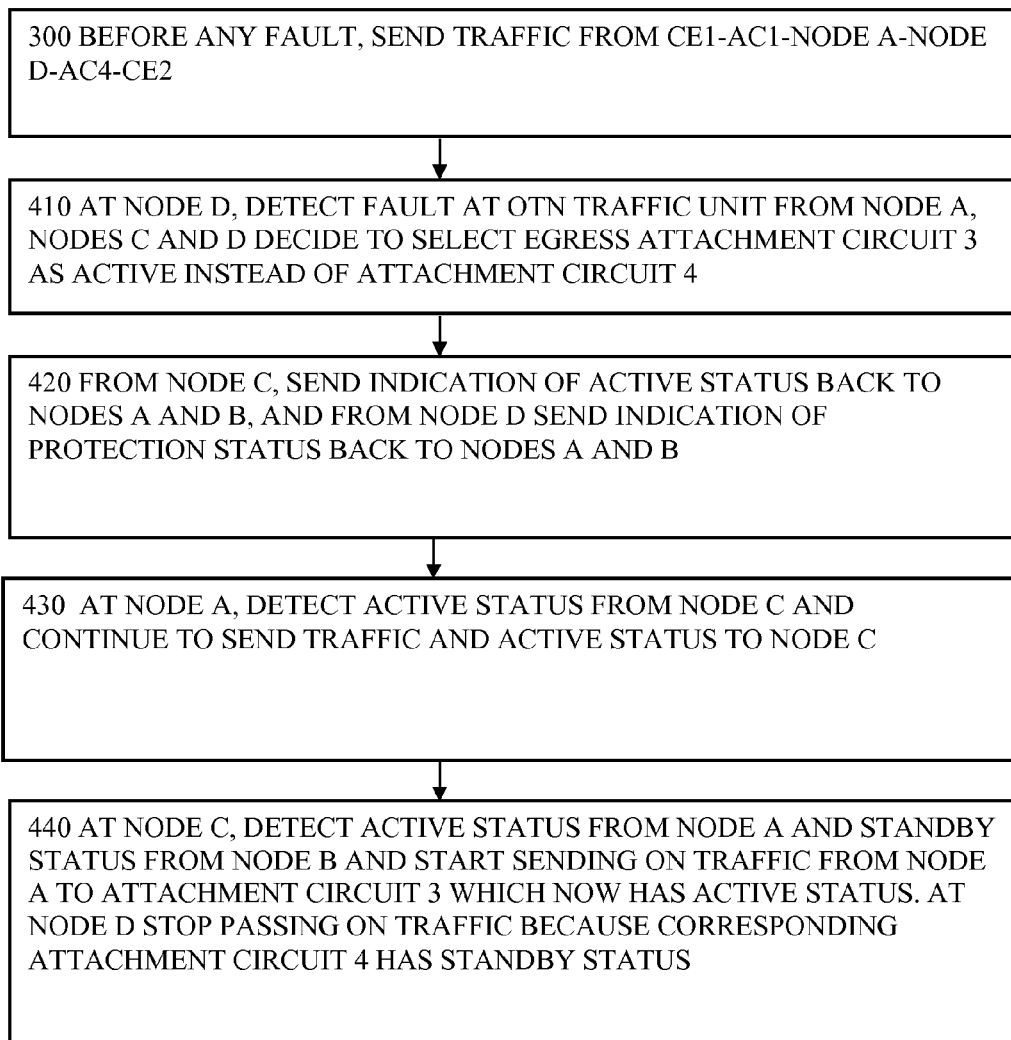 300 BEFORE ANY FAULT, SEND TRAFFIC FROM CE1-AC1-NODE A-NODE
D-AC4-CE2
410 AT NODE D, DETECT FAULT AT OTN TRAFFIC UNIT FROM NODE A,
NODES C AND D DECIDE TO SELECT EGRESS ATTACHMENT CIRCUIT 3
AS ACTIVE INSTEAD OF ATTACHMENT CIRCUIT 4
420 FROM NODE C, SEND INDICATION OF ACTIVE STATUS BACK TO
NODES A AND B, AND FROM NODE D SEND INDICATION OF
PROTECTION STATUS BACK TO NODES A AND B
430 AT NODE A, DETECT ACTIVE STATUS FROM NODE C AND
CONTINUE TO SEND TRAFFIC AND ACTIVE STATUS TO NODE C
440 AT NODE C, DETECT ACTIVE STATUS FROM NODE A AND STANDBY
STATUS FROM NODE B AND START SENDING ON TRAFFIC FROM NODE
A TO ATTACHMENT CIRCUIT 3 WHICH NOW HAS ACTIVE STATUS. AT
NODE D STOP PASSING ON TRAFFIC BECAUSE CORRESPONDING
ATTACHMENT CIRCUIT 4 HAS STANDBY STATUS